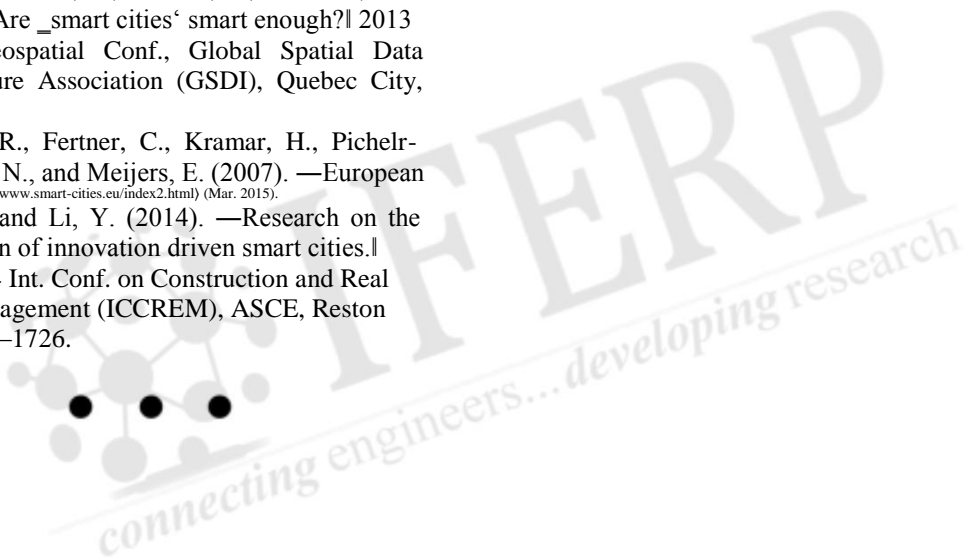 Are ‗smart cities‘ smart enough?‖ 2013
ospatial Conf., Global Spatial Data
ure Association (GSDI), Quebec City,
R., Fertner, C., Kramar, H., Pichelr-
N., and Meijers, E. (2007). ―European
www.smart-cities.eu/index2.html⟩ (Mar. 2015).
and Li, Y. (2014). ―Research on the
n of innovation driven smart cities.‖
Int. Conf. on Construction and Real
agement (ICCREM), ASCE, Reston
–1726.
IFERP
connecting engineers...developing research